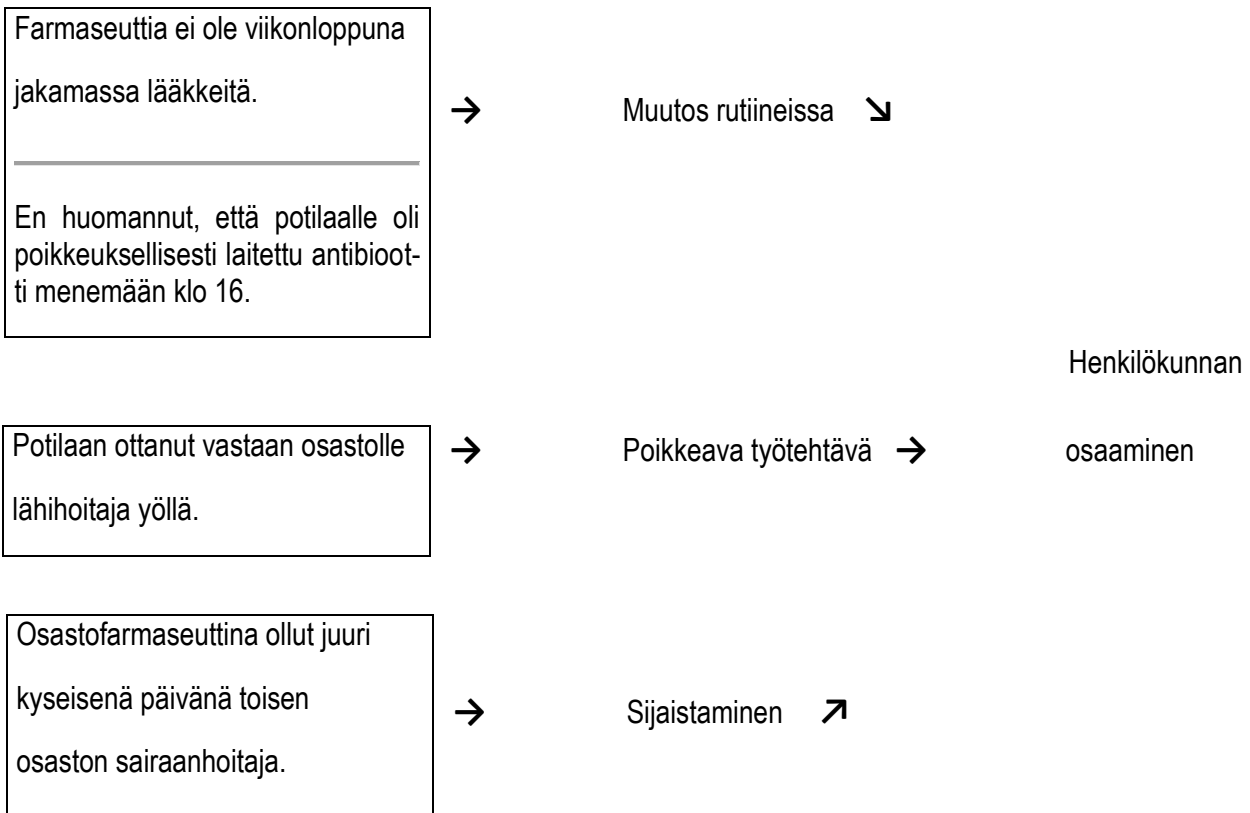 Farmaseuttia ei ole viikonloppuna
jakamassa lääkkeitä.
→ Muutos rutiineissa ↘
En huomannut, että potilaalle oli
poikkeuksellisesti laitettu antibioot-
ti menemään klo 16.
Henkilökunnan
Potilaan ottanut vastaan osastolle
→ Poikkeava työtehtävä → osaaminen
lähihoitaja yöllä.
Osastofarmaseuttina ollut juuri
kyseisenä päivänä toisen
→ Sijaistaminen ↗
osaston sairaanhoitaja.